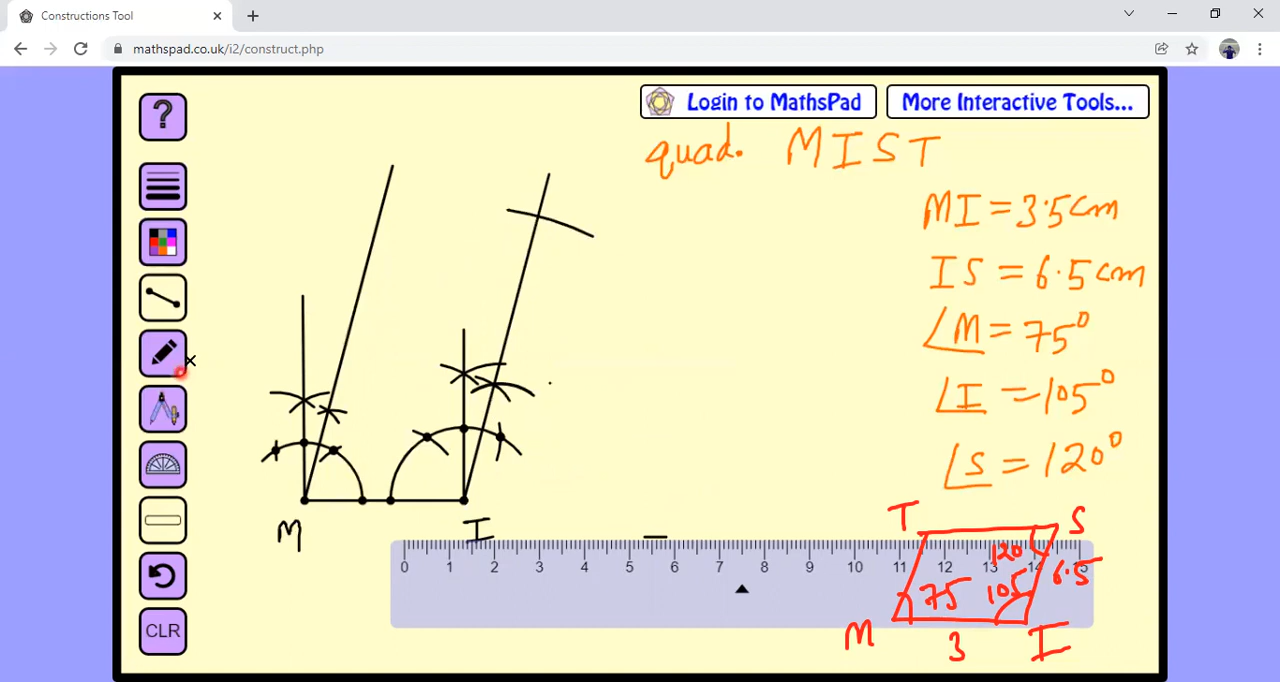 Constructions Tool
mathspad.co.uk/i2/construct.php
?
Login to MathsPad
More Interactive Tools...
quad. MIST
MI = 3.5cm
IS = 6.5cm
∠M = 75°
∠I = 105°
∠S = 120°
CLR
M
I
0 1 2 3 4 5 6 7 8 9 10 11 12 13 14 15
T
S
120
6.5
75
105
M
3
I